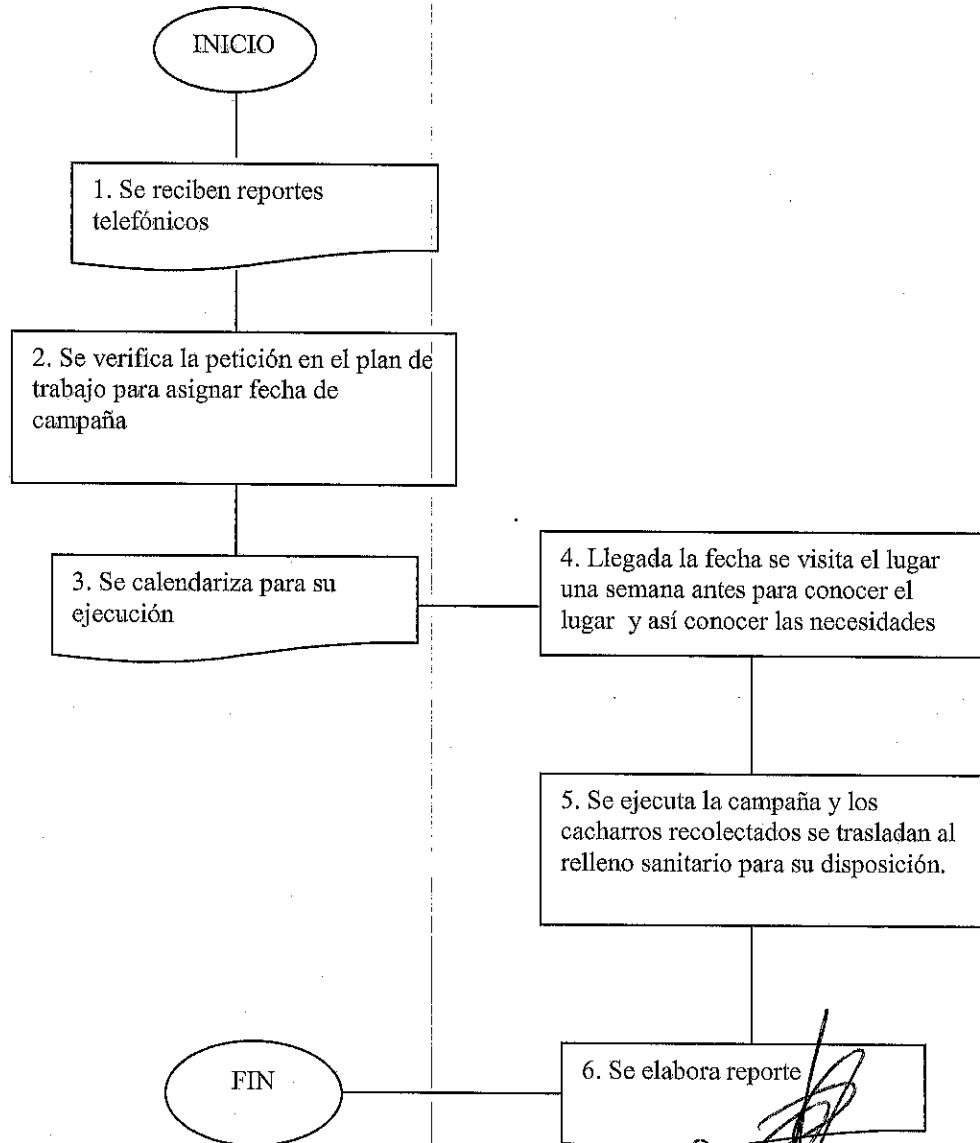 INICIO
1. Se reciben reportes
telefónicos
2. Se verifica la petición en el plan de
trabajo para asignar fecha de
campaña
3. Se calendariza para su
ejecución
4. Llegada la fecha se visita el lugar
una semana antes para conocer el
lugar y así conocer las necesidades
5. Se ejecuta la campaña y los
cacharros recolectados se trasladan al
relleno sanitario para su disposición.
6. Se elabora reporte
FIN